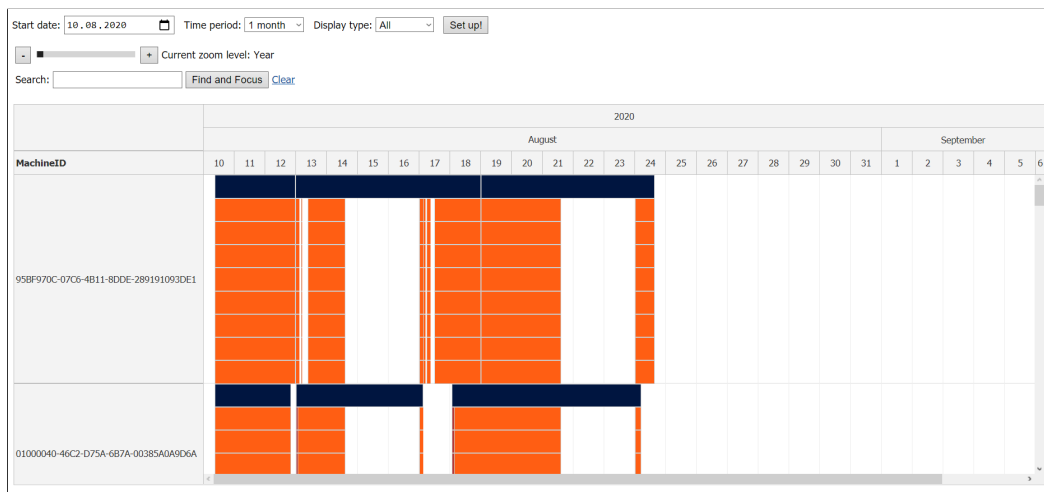 Start date: 10.08.2020 Time period: 1 month Display type: All Set up!
- + Current zoom level: Year
Search: Find and Focus Clear
2020
August September
MachineID 10 11 12 13 14 15 16 17 18 19 20 21 22 23 24 25 26 27 28 29 30 31 1 2 3 4 5 6
95BF970C-07C6-4B11-8DDE-289191093DE1
01000040-46C2-D75A-6B7A-00385A0A9D6A